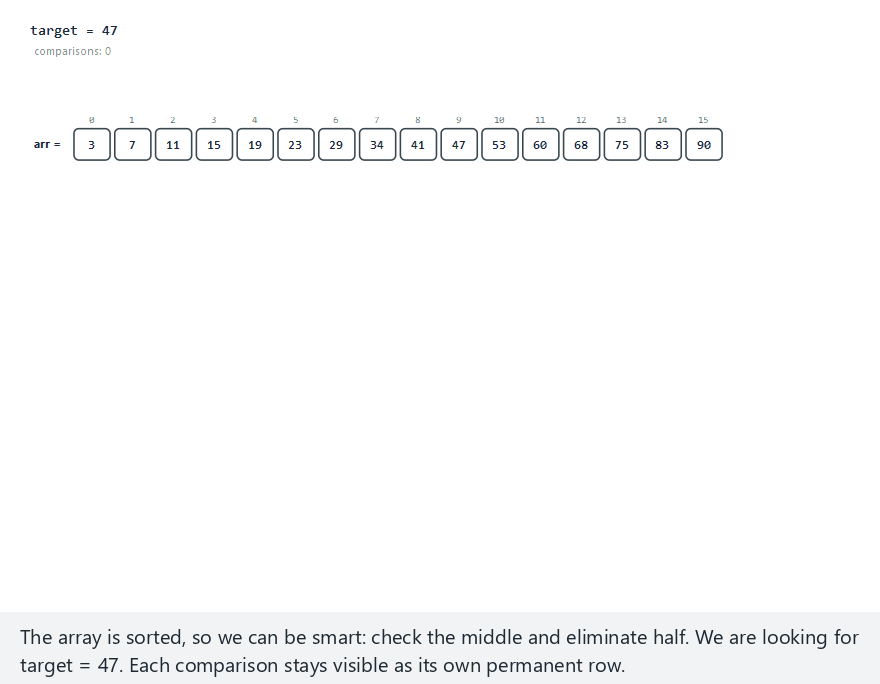 target = 47
comparisons: 0
0 1 2 3 4 5 6 7 8 9 10 11 12 13 14 15
arr = 3 7 11 15 19 23 29 34 41 47 53 60 68 75 83 90
The array is sorted, so we can be smart: check the middle and eliminate half. We are looking for
target = 47. Each comparison stays visible as its own permanent row.